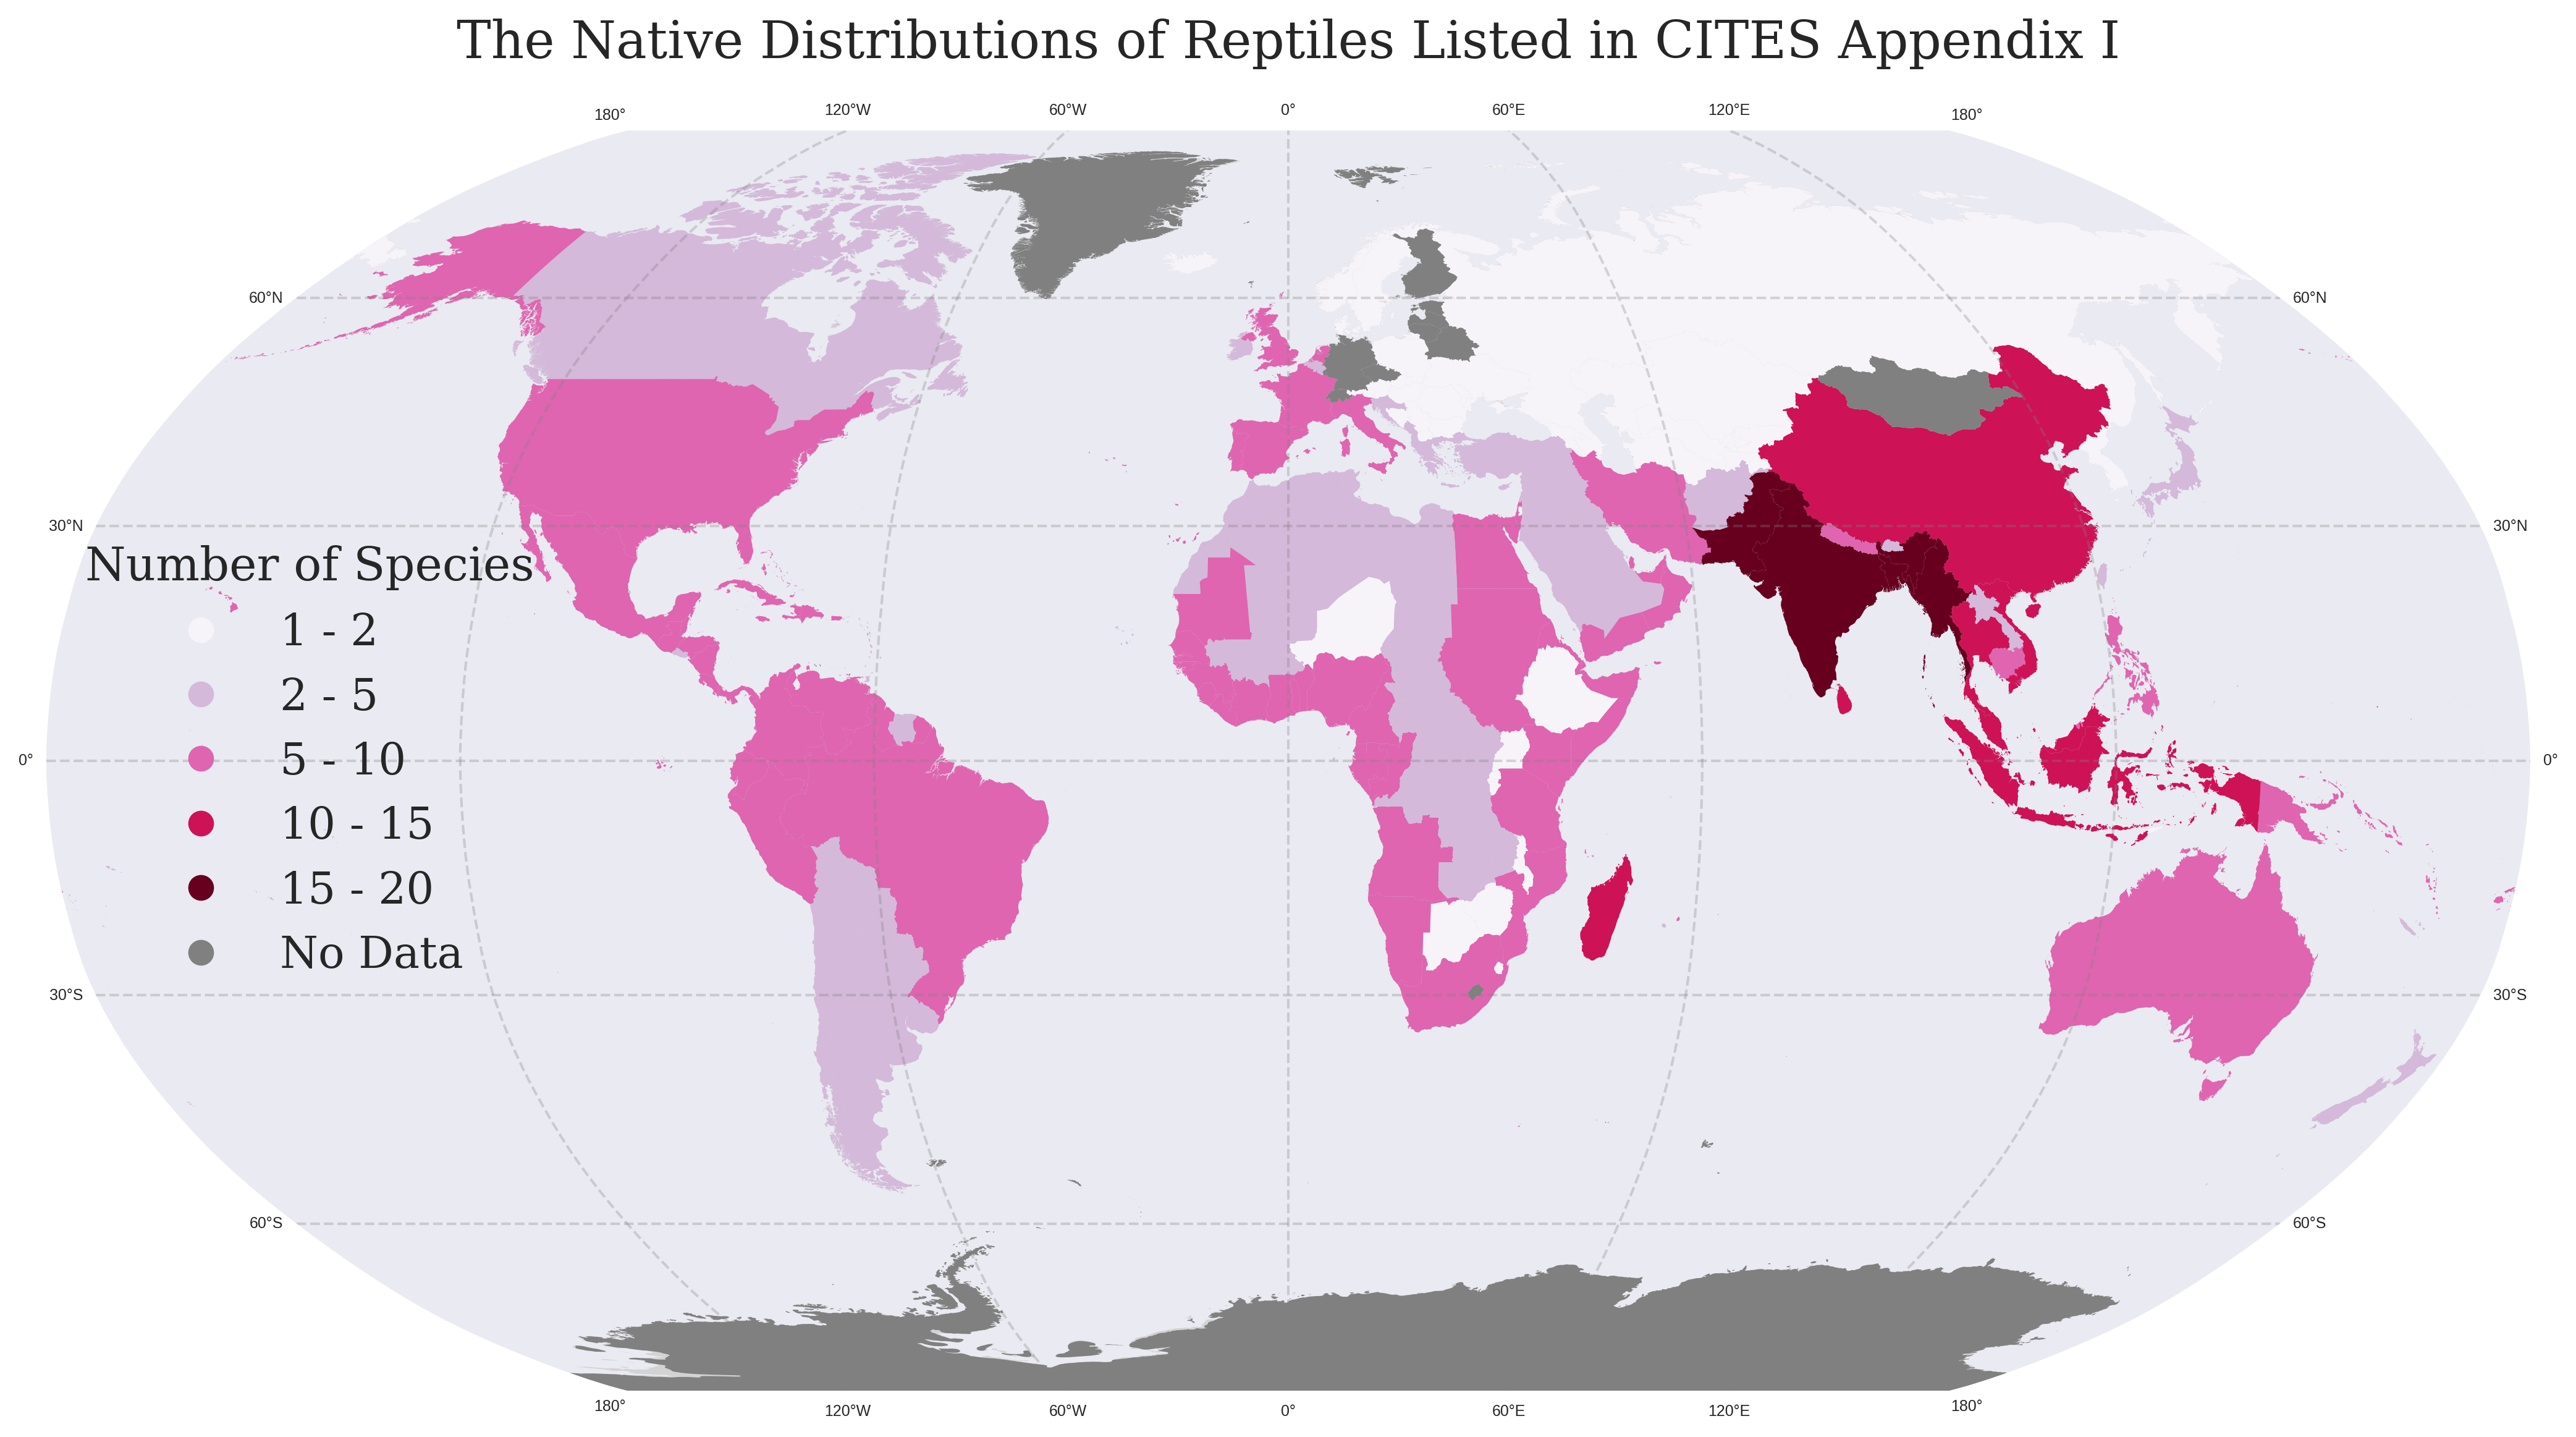 The Native Distributions of Reptiles Listed in CITES Appendix I
180° 120°W 60°W 0° 60°E 120°E 180°
60°N 60°N
30°N 30°N
Number of Species
1 - 2
2 - 5
5 - 10
0° 0°
10 - 15
15 - 20
No Data
30°S 30°S
60°S 60°S
180° 120°W 60°W 0° 60°E 120°E 180°